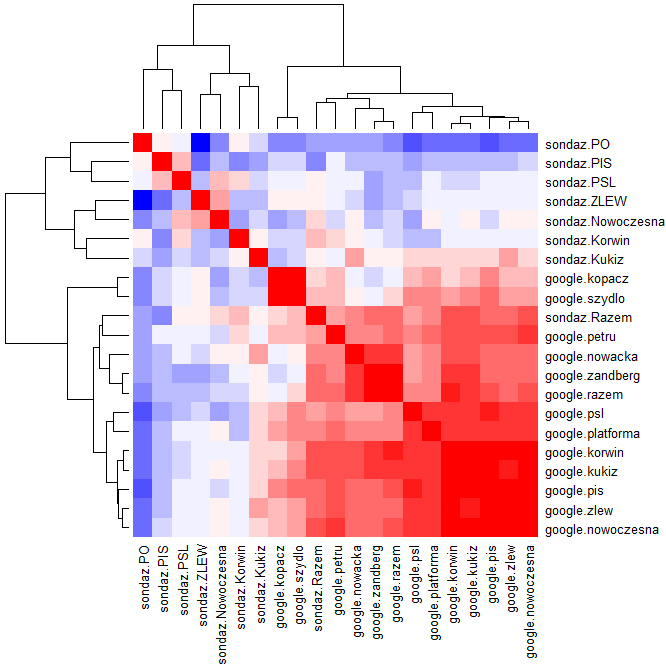 sondaz.PO
sondaz.PIS
sondaz.PSL
sondaz.ZLEW
sondaz.Nowoczesna
sondaz.Korwin
sondaz.Kukiz
google.kopacz
google.szydlo
sondaz.Razem
google.petru
google.nowacka
google.zandberg
google.razem
google.psl
google.platforma
google.korwin
google.kukiz
google.pis
google.zlew
google.nowoczesna
sondaz.PO
sondaz.PIS
sondaz.PSL
sondaz.ZLEW
sondaz.Nowoczesna
sondaz.Korwin
sondaz.Kukiz
google.kopacz
google.szydlo
sondaz.Razem
google.petru
google.nowacka
google.zandberg
google.razem
google.psl
google.platforma
google.korwin
google.kukiz
google.pis
google.zlew
google.nowoczesna